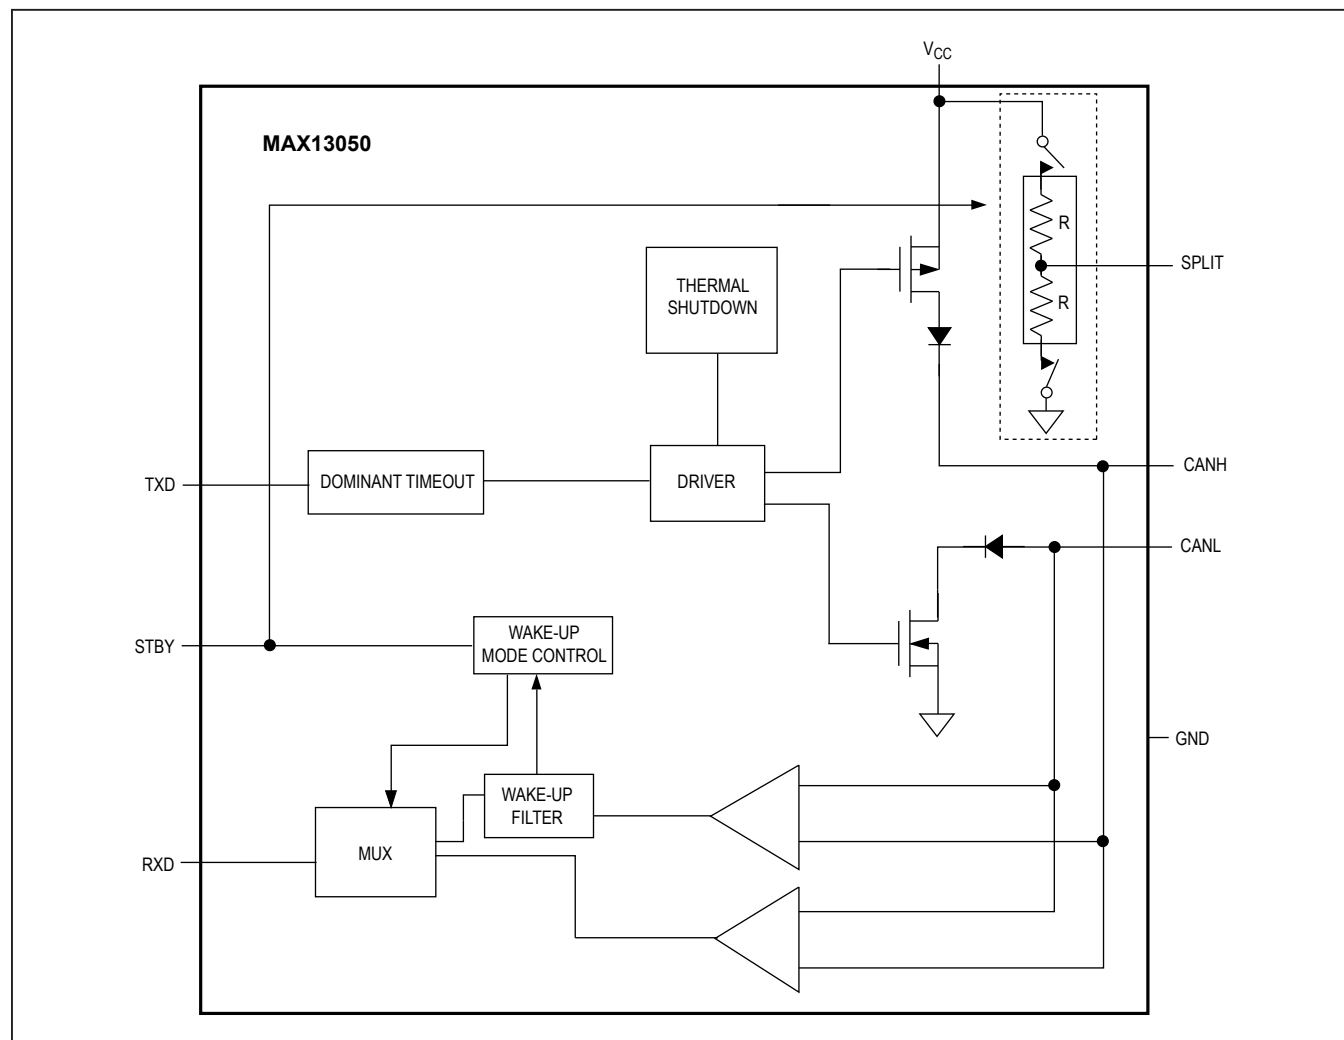 VCC
MAX13050
R
SPLIT
THERMAL
SHUTDOWN
R
CANH
DOMINANT TIMEOUT
DRIVER
TXD
CANL
WAKE-UP
MODE CONTROL
STBY
GND
WAKE-UP
FILTER
MUX
RXD